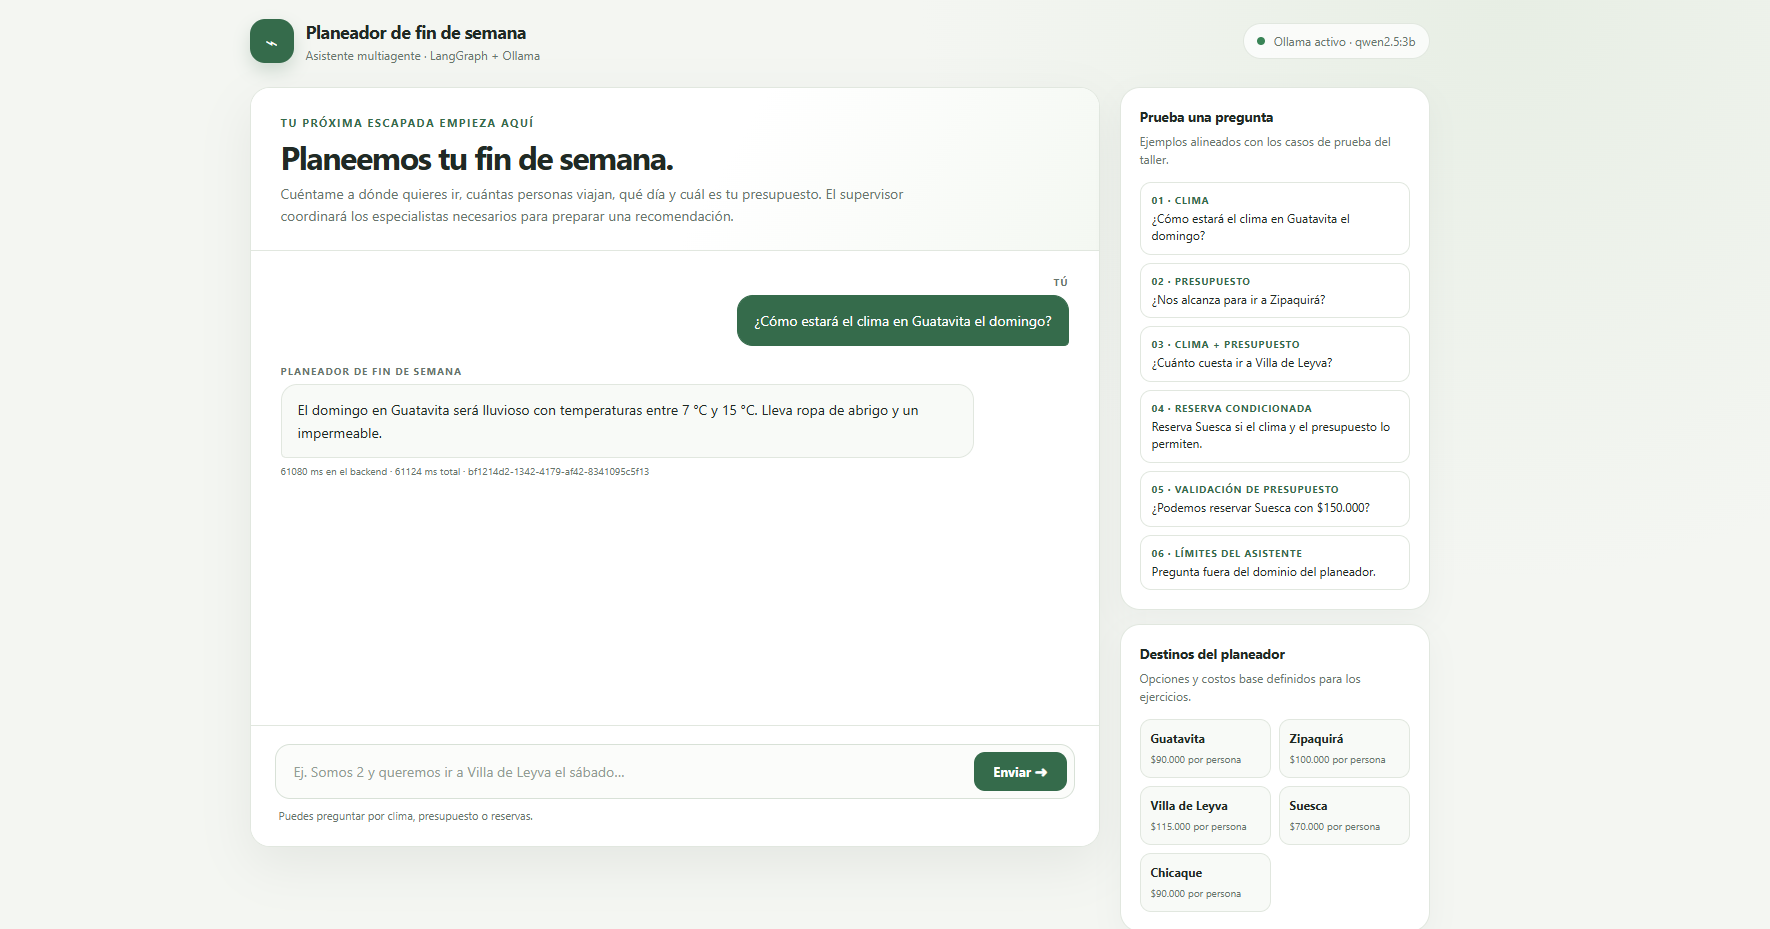 Planeador de fin de semana
Asistente multiagente · LangGraph + Ollama
Ollama activo · qwen2.5:3b
TU PRÓXIMA ESCAPADA EMPIEZA AQUÍ
Planeemos tu fin de semana.
Cuéntame a dónde quieres ir, cuántas personas viajan, qué día y cuál es tu presupuesto. El supervisor
coordinará los especialistas necesarios para preparar una recomendación.
TÚ
¿Cómo estará el clima en Guatavita el domingo?
PLANEADOR DE FIN DE SEMANA
El domingo en Guatavita será lluvioso con temperaturas entre 7 °C y 15 °C. Lleva ropa de abrigo y un
impermeable.
61080 ms en el backend · 61124 ms total · bf1214d2-1342-4179-af42-8341095c5f13
Ej. Somos 2 y queremos ir a Villa de Leyva el sábado...
Enviar ➜
Puedes preguntar por clima, presupuesto o reservas.
Prueba una pregunta
Ejemplos alineados con los casos de prueba del
taller.
01 · CLIMA
¿Cómo estará el clima en Guatavita el
domingo?
02 · PRESUPUESTO
¿Nos alcanza para ir a Zipaquirá?
03 · CLIMA + PRESUPUESTO
¿Cuánto cuesta ir a Villa de Leyva?
04 · RESERVA CONDICIONADA
Reserva Suesca si el clima y el presupuesto lo
permiten.
05 · VALIDACIÓN DE PRESUPUESTO
¿Podemos reservar Suesca con $150.000?
06 · LÍMITES DEL ASISTENTE
Pregunta fuera del dominio del planeador.
Destinos del planeador
Opciones y costos base definidos para los
ejercicios.
Guatavita
$90.000 por persona
Zipaquirá
$100.000 por persona
Villa de Leyva
$115.000 por persona
Suesca
$70.000 por persona
Chicaque
$90.000 por persona